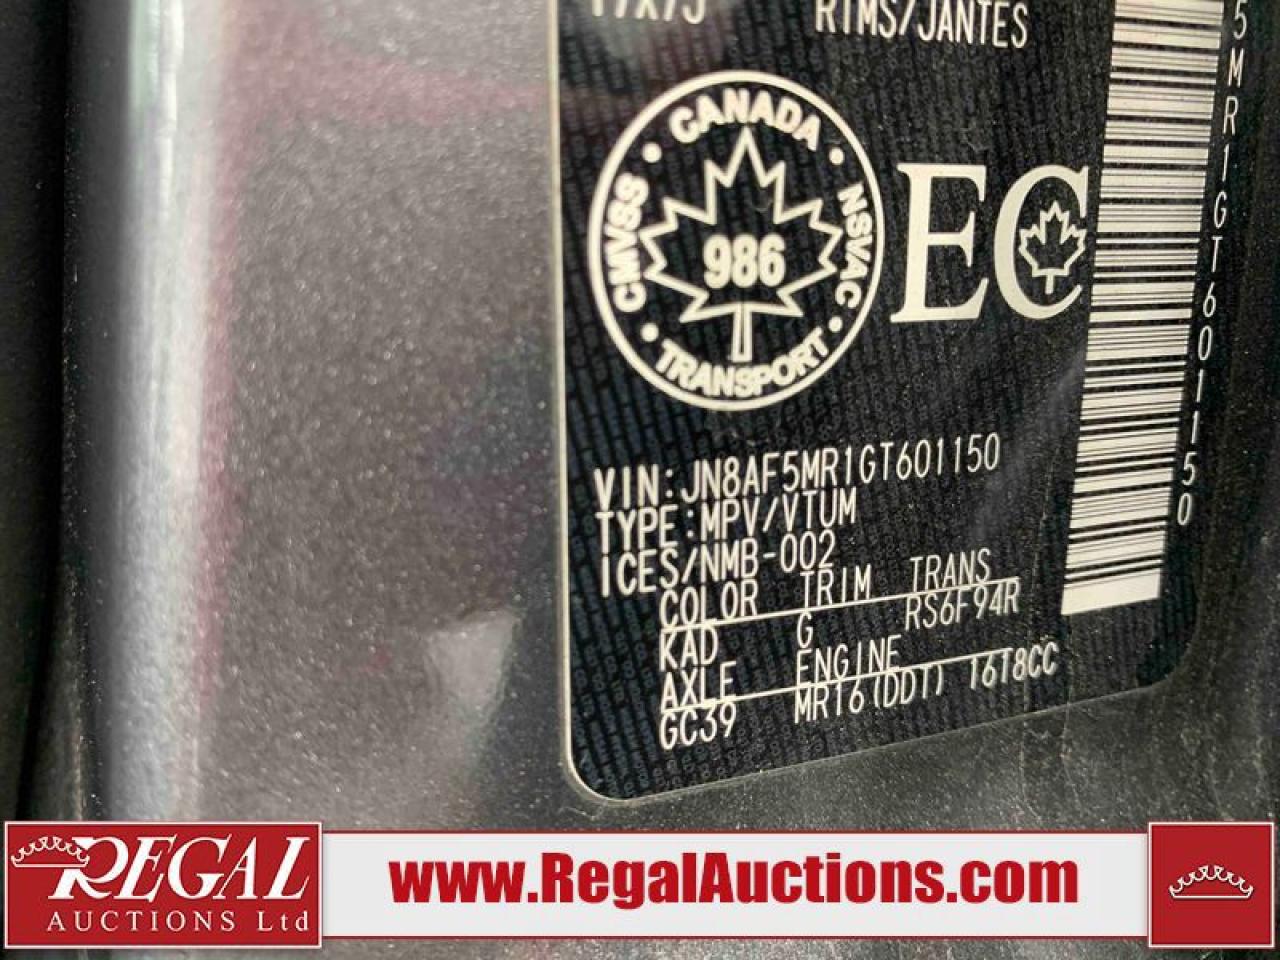 17X7J RIMS/JANTES
CANADA
CMVSS
NSVAC
986
TRANSPORT
EC
5MR1GT601150
VIN:JN8AF5MR1GT601150
TYPE:MPV/VTUM
ICES/NMB-002
COLOR TRIM TRANS
KAD G RS6F94R
AXLE ENGINE
GC39 MR16(DDT) 1618CC
REGAL
AUCTIONS Ltd
www.RegalAuctions.com